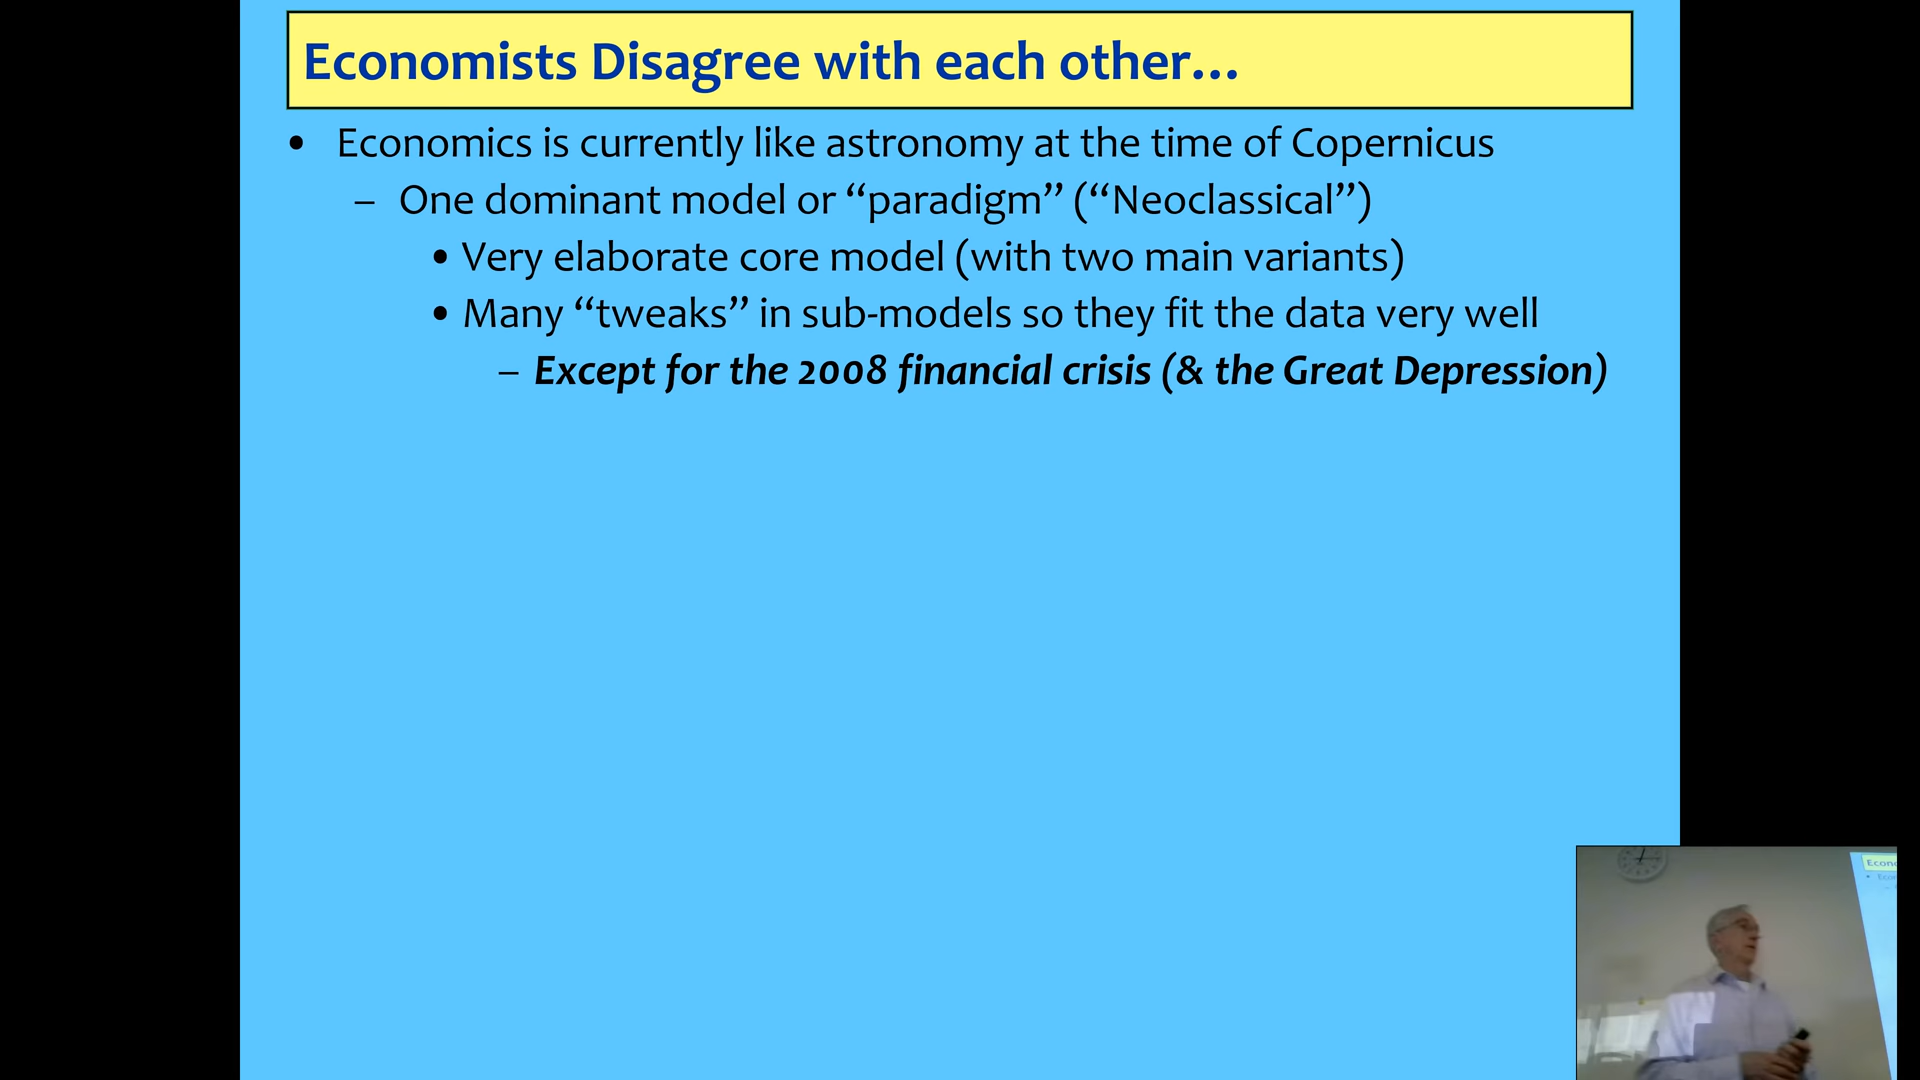 Economists Disagree with each other...
• Economics is currently like astronomy at the time of Copernicus
– One dominant model or “paradigm” (“Neoclassical”)
• Very elaborate core model (with two main variants)
• Many “tweaks” in sub-models so they fit the data very well
– Except for the 2008 financial crisis (& the Great Depression)
Econ